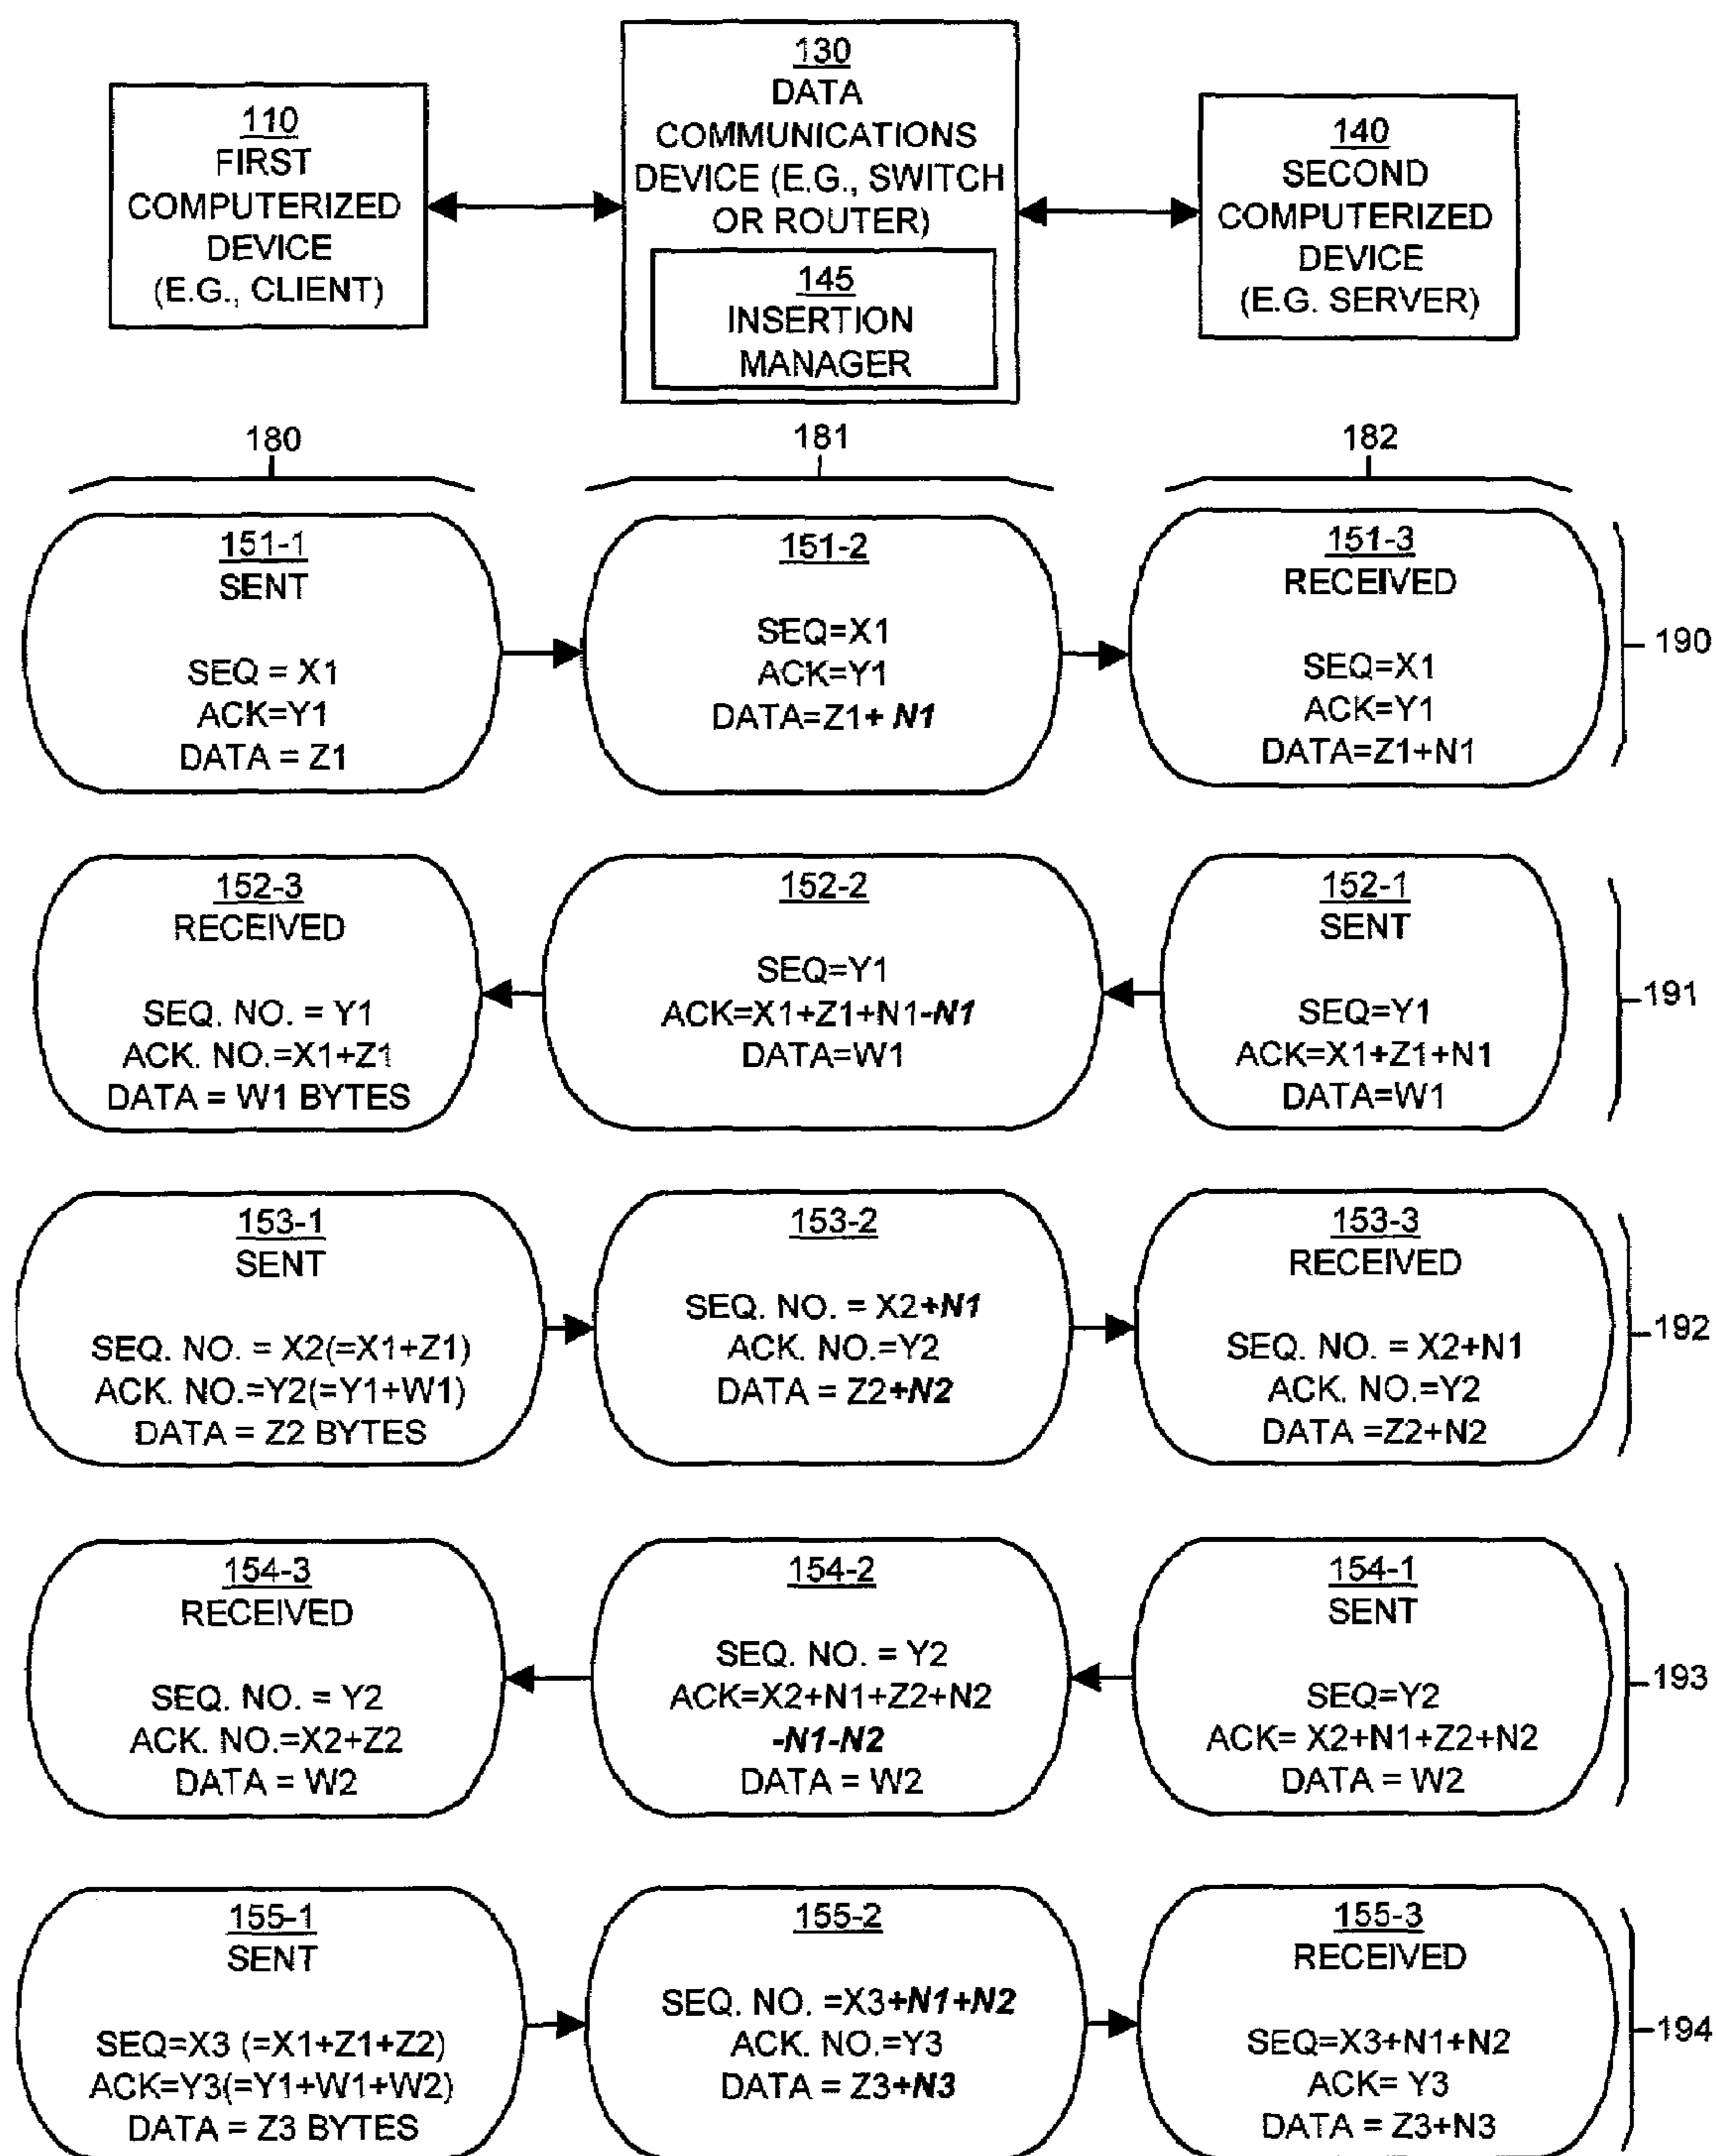 110
FIRST
COMPUTERIZED
DEVICE
(E.G., CLIENT)
130
DATA
COMMUNICATIONS
DEVICE (E.G., SWITCH
OR ROUTER)
145
INSERTION
MANAGER
140
SECOND
COMPUTERIZED
DEVICE
(E.G. SERVER)
180
181
182
151-1
SENT
SEQ = X1
ACK=Y1
DATA = Z1
151-2
SEQ=X1
ACK=Y1
DATA=Z1+ N1
151-3
RECEIVED
SEQ=X1
ACK=Y1
DATA=Z1+N1
190
152-3
RECEIVED
SEQ. NO. = Y1
ACK. NO.=X1+Z1
DATA = W1 BYTES
152-2
SEQ=Y1
ACK=X1+Z1+N1-N1
DATA=W1
152-1
SENT
SEQ=Y1
ACK=X1+Z1+N1
DATA=W1
191
153-1
SENT
SEQ. NO. = X2(=X1+Z1)
ACK. NO.=Y2(=Y1+W1)
DATA = Z2 BYTES
153-2
SEQ. NO. = X2+N1
ACK. NO.=Y2
DATA = Z2+N2
153-3
RECEIVED
SEQ. NO. = X2+N1
ACK. NO.=Y2
DATA =Z2+N2
192
154-3
RECEIVED
SEQ. NO. = Y2
ACK. NO.=X2+Z2
DATA = W2
154-2
SEQ. NO. = Y2
ACK=X2+N1+Z2+N2
-N1-N2
DATA = W2
154-1
SENT
SEQ=Y2
ACK= X2+N1+Z2+N2
DATA = W2
193
155-1
SENT
SEQ=X3 (=X1+Z1+Z2)
ACK=Y3(=Y1+W1+W2)
DATA = Z3 BYTES
155-2
SEQ. NO. =X3+N1+N2
ACK. NO.=Y3
DATA = Z3+N3
155-3
RECEIVED
SEQ=X3+N1+N2
ACK= Y3
DATA = Z3+N3
194